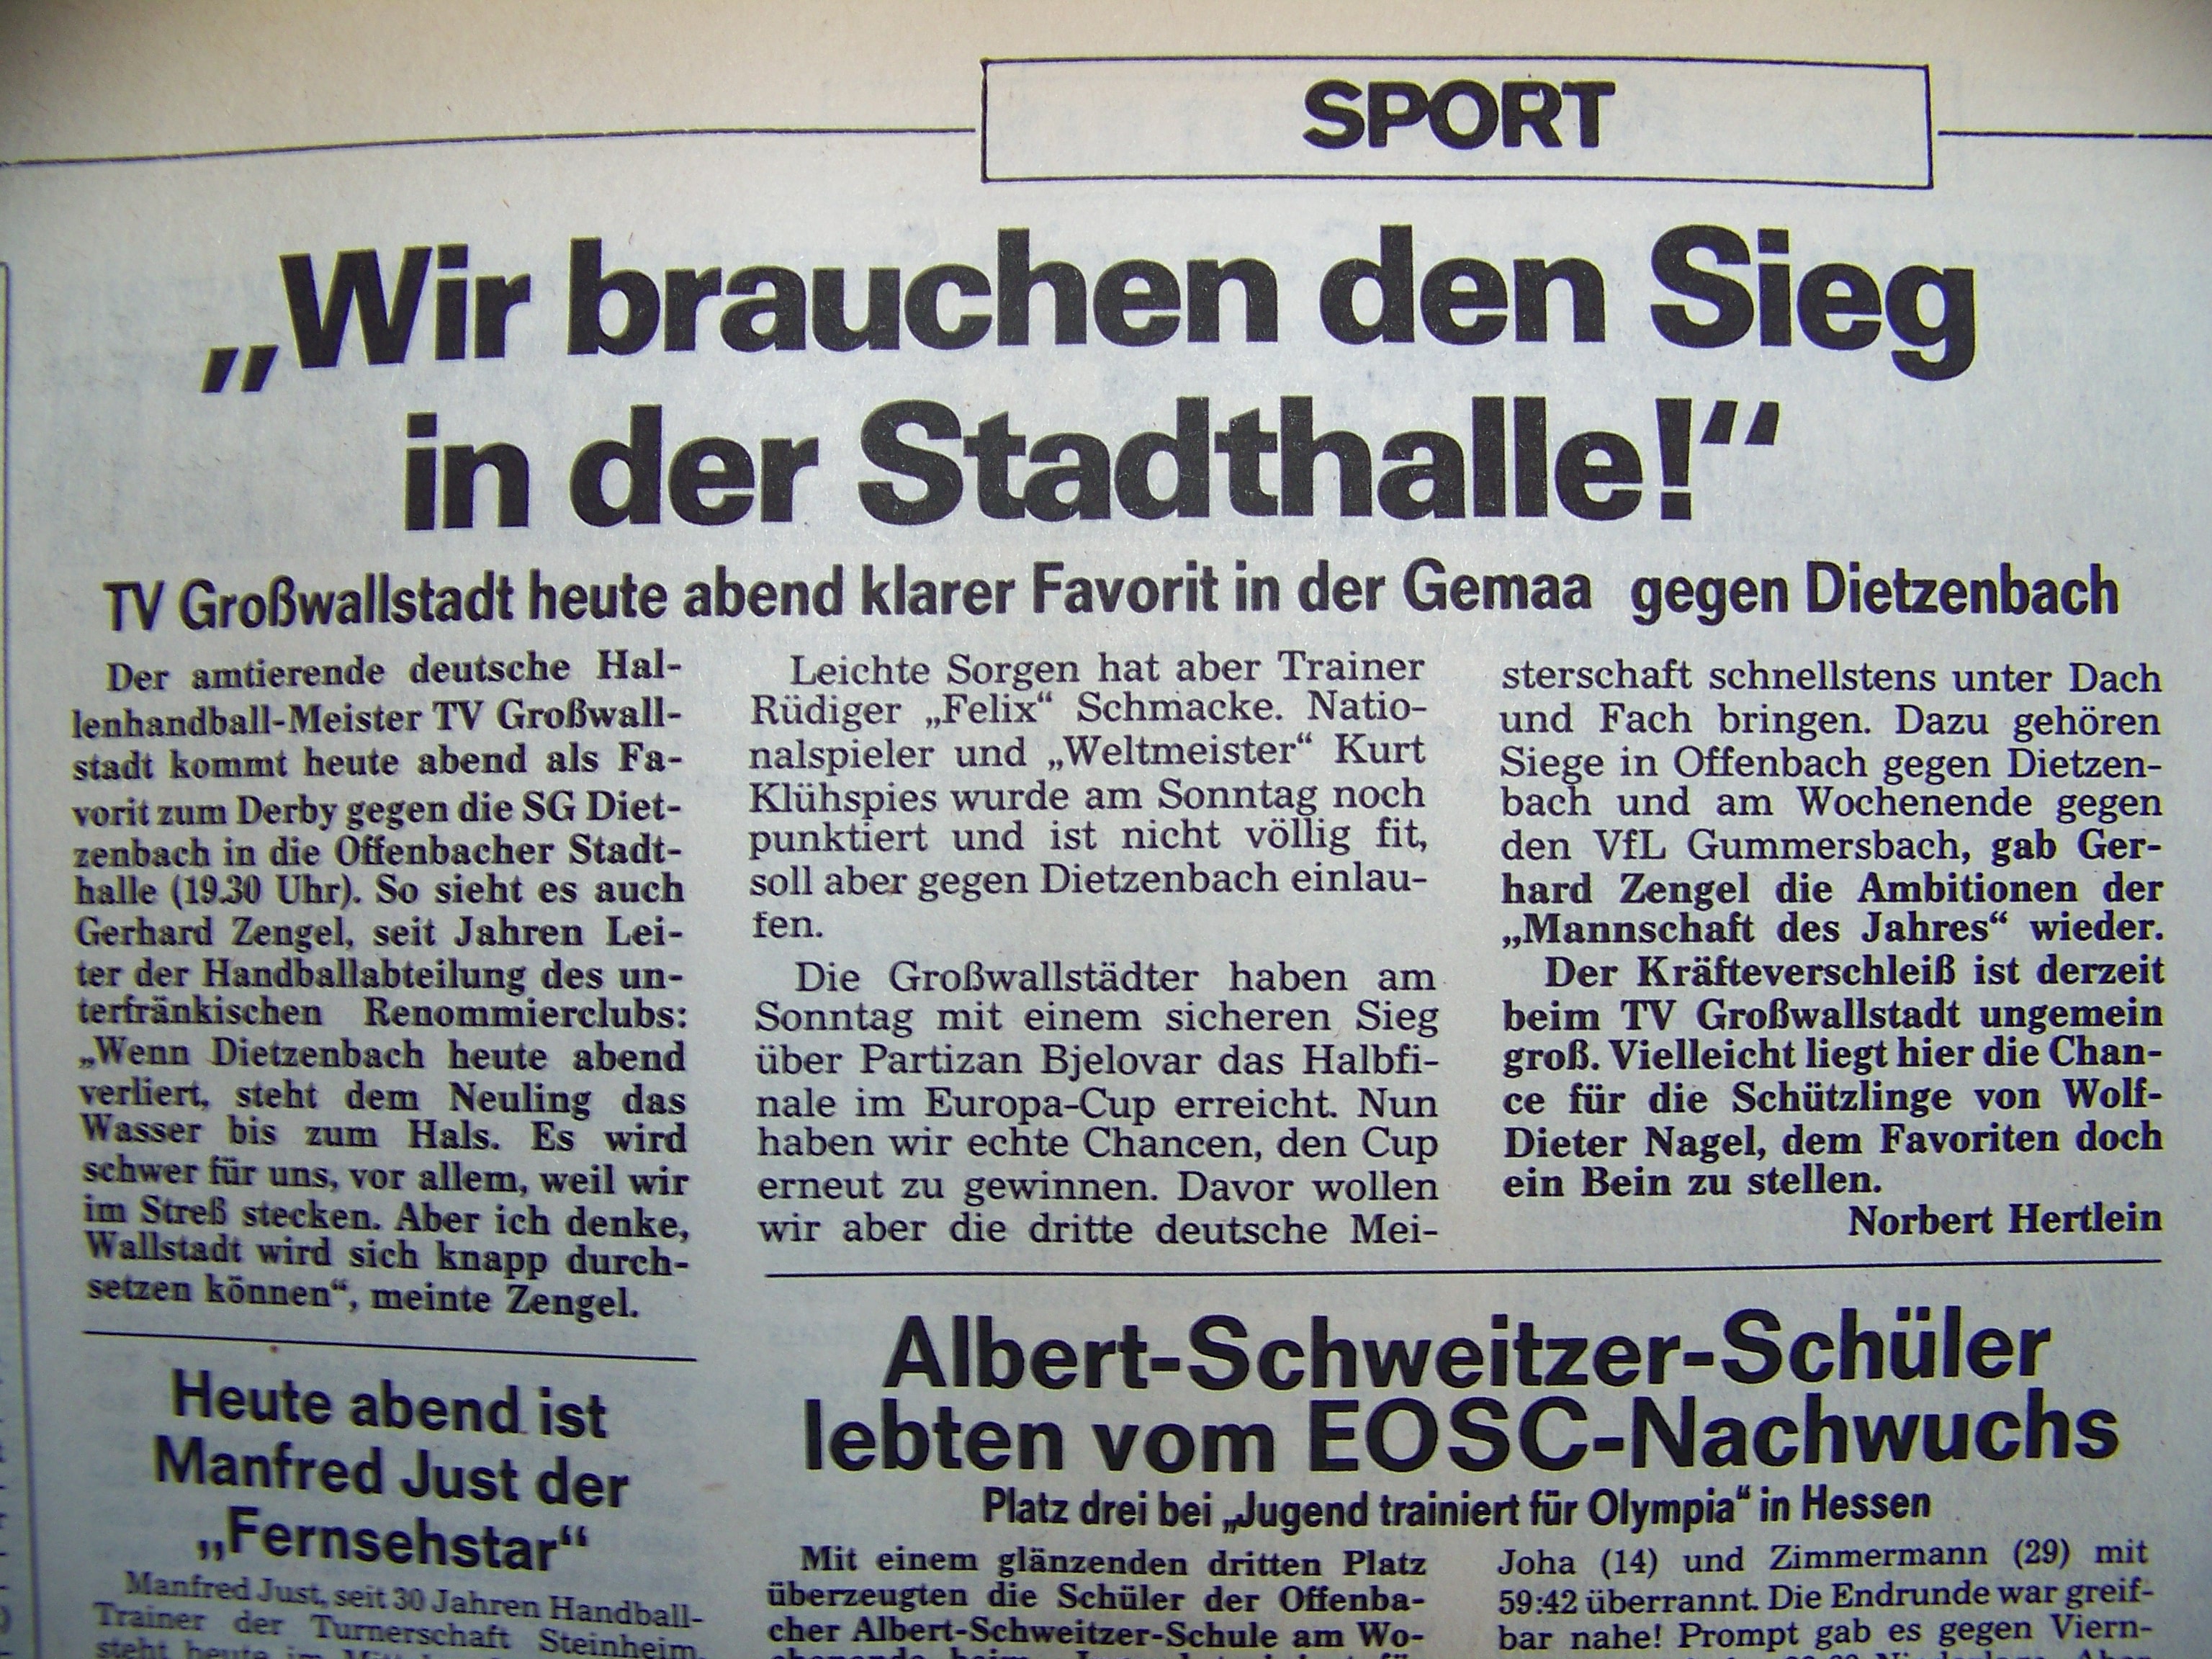 SPORT
„Wir brauchen den Sieg
in der Stadthalle!“
TV Großwallstadt heute abend klarer Favorit in der Gemaa gegen Dietzenbach
Der amtierende deutsche Hal-
lenhandball-Meister TV Großwall-
stadt kommt heute abend als Fa-
vorit zum Derby gegen die SG Diet-
zenbach in die Offenbacher Stadt-
halle (19.30 Uhr). So sieht es auch
Gerhard Zengel, seit Jahren Lei-
ter der Handballabteilung des un-
terfränkischen Renommierclubs:
„Wenn Dietzenbach heute abend
verliert, steht dem Neuling das
Wasser bis zum Hals. Es wird
schwer für uns, vor allem, weil wir
im Streß stecken. Aber ich denke,
Wallstadt wird sich knapp durch-
setzen können“, meinte Zengel.
Leichte Sorgen hat aber Trainer
Rüdiger „Felix“ Schmacke. Natio-
nalspieler und „Weltmeister“ Kurt
Klühspies wurde am Sonntag noch
punktiert und ist nicht völlig fit,
soll aber gegen Dietzenbach einlau-
fen.
Die Großwallstädter haben am
Sonntag mit einem sicheren Sieg
über Partizan Bjelovar das Halbfi-
nale im Europa-Cup erreicht. Nun
haben wir echte Chancen, den Cup
erneut zu gewinnen. Davor wollen
wir aber die dritte deutsche Mei-
sterschaft schnellstens unter Dach
und Fach bringen. Dazu gehören
Siege in Offenbach gegen Dietzen-
bach und am Wochenende gegen
den VfL Gummersbach, gab Ger-
hard Zengel die Ambitionen der
„Mannschaft des Jahres“ wieder.
Der Kräfteverschleiß ist derzeit
beim TV Großwallstadt ungemein
groß. Vielleicht liegt hier die Chan-
ce für die Schützlinge von Wolf-
Dieter Nagel, dem Favoriten doch
ein Bein zu stellen.
Norbert Hertlein
Heute abend ist
Manfred Just der
„Fernsehstar“
Manfred Just, seit 30 Jahren Handball-
Trainer der Turnerschaft Steinheim,
steht heute im
Albert-Schweitzer-Schüler
lebten vom EOSC-Nachwuchs
Platz drei bei „Jugend trainiert für Olympia“ in Hessen
Mit einem glänzenden dritten Platz
überzeugten die Schüler der Offenba-
cher Albert-Schweitzer-Schule am Wo-
Joha (14) und Zimmermann (29) mit
59:42 überrannt. Die Endrunde war greif-
bar nahe! Prompt gab es gegen Viern-